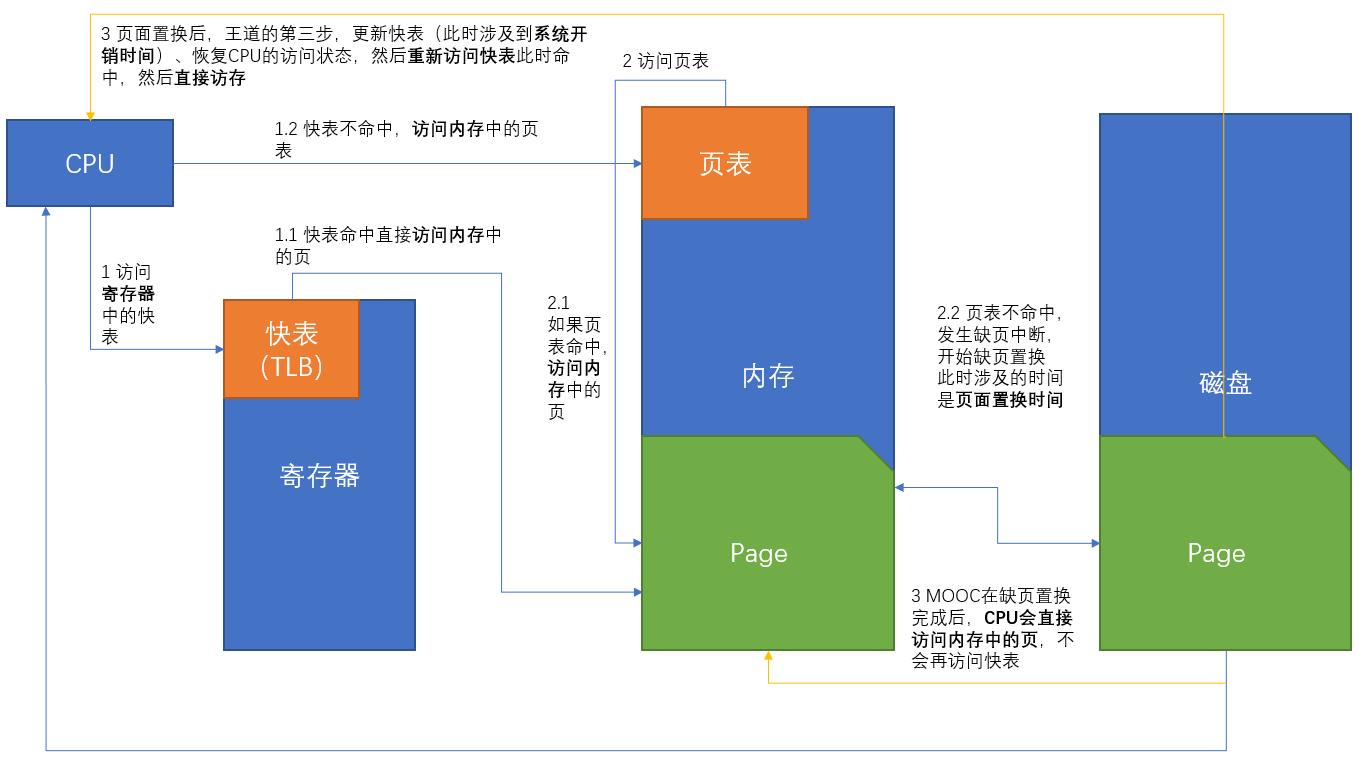 3 页面置换后，王道的第三步，更新快表（此时涉及到系统开
销时间）、恢复CPU的访问状态，然后重新访问快表此时命
中，然后直接访存
2 访问页表
CPU
1.2 快表不命中，访问内存中的页
表
页表
1 访问
寄存器
中的快
表
1.1 快表命中直接访问内存中
的页
快表
（TLB）
寄存器
2.1
如果页
表命中，
访问内
存中的
页
内存
2.2 页表不命中，
发生缺页中断，
开始缺页置换
此时涉及的时间
是页面置换时间
磁盘
Page
Page
3 MOOC在缺页置换
完成后，CPU会直接
访问内存中的页，不
会再访问快表